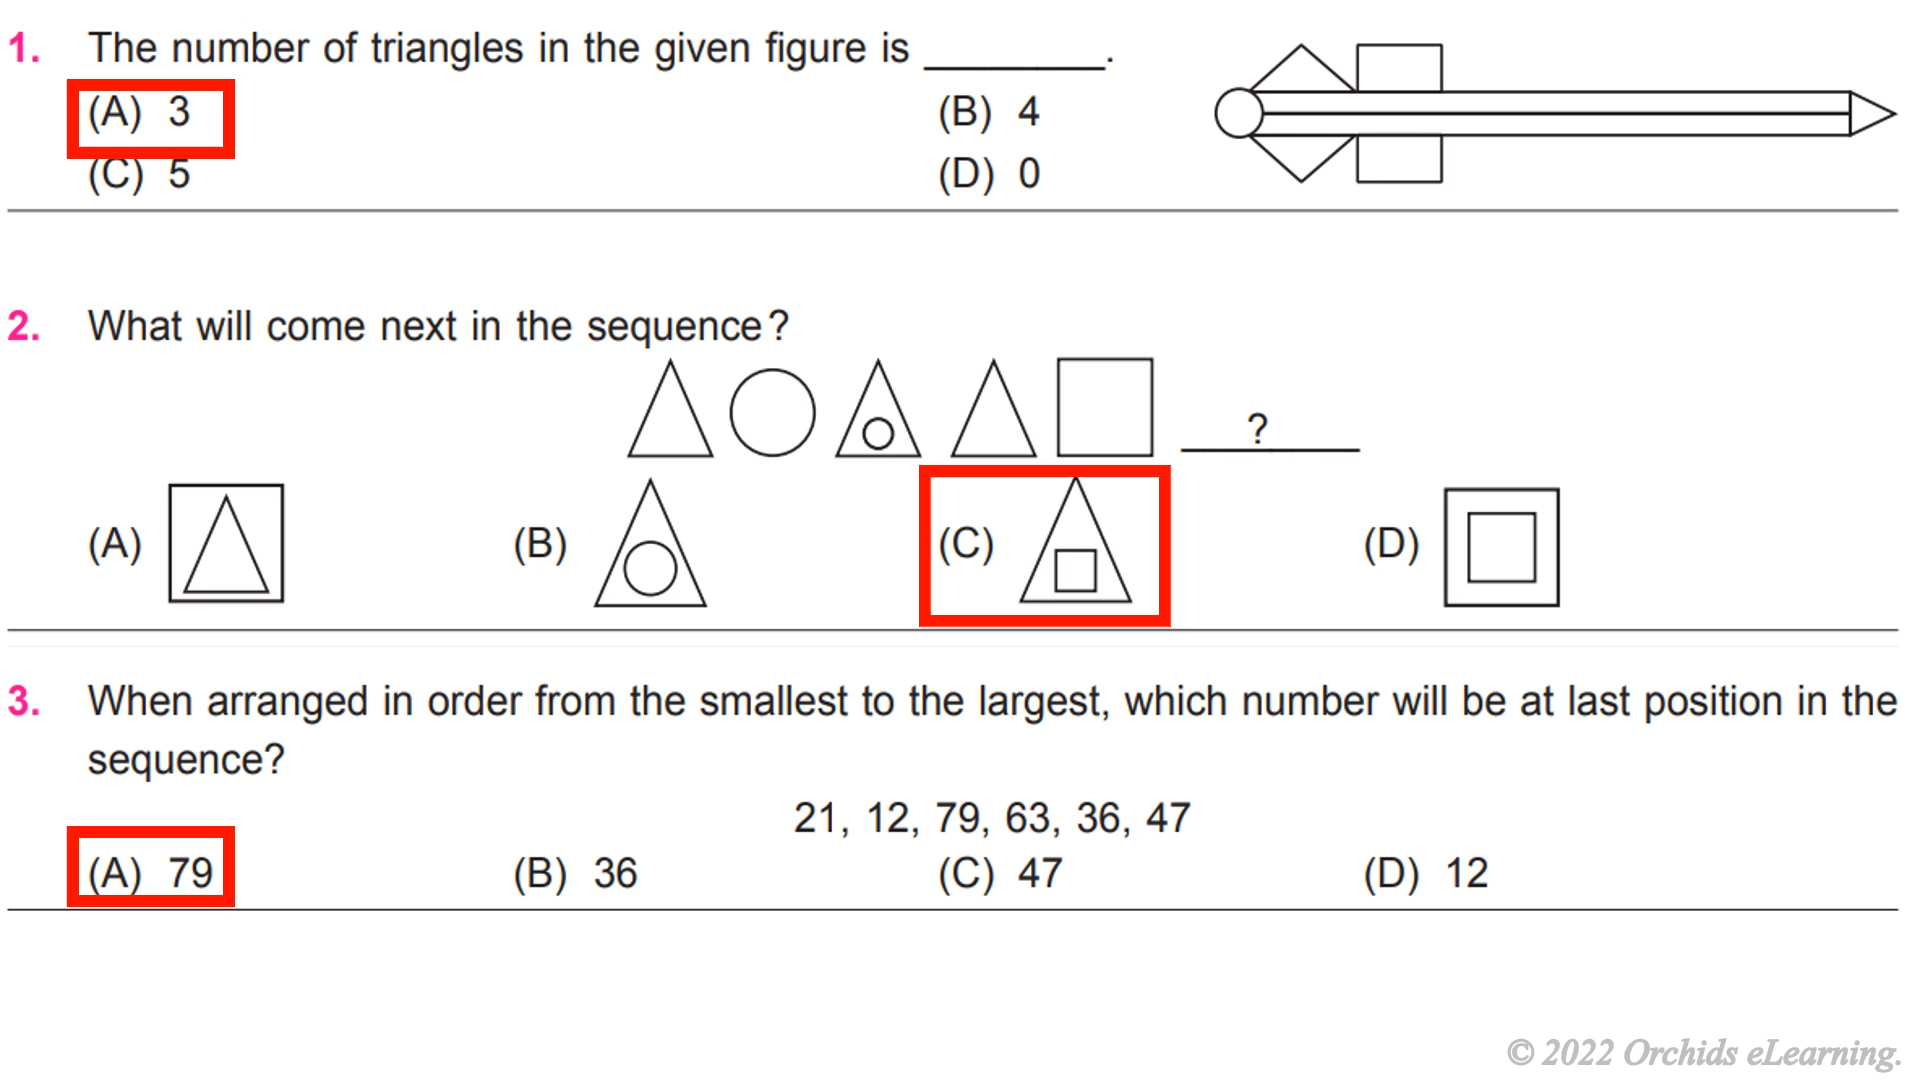 1. The number of triangles in the given figure is ________.
(A) 3 (B) 4
(C) 5 (D) 0
2. What will come next in the sequence?
?
(A) (B) (C) (D)
3. When arranged in order from the smallest to the largest, which number will be at last position in the
sequence?
21, 12, 79, 63, 36, 47
(A) 79 (B) 36 (C) 47 (D) 12
© 2022 Orchids eLearning.